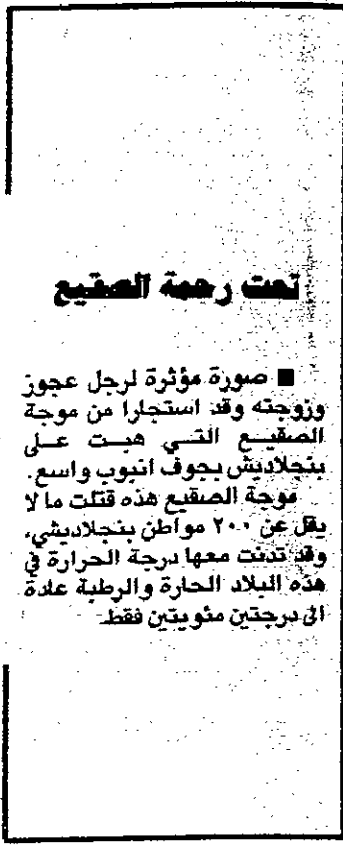 تحت رحمة الصقيع
■ صورة مؤثرة لرجل عجوز
وزوجته وقد استجارا من موجة
الصقيع التي هبت على
بنجلاديش بجوف انبوب واسع.
موجة الصقيع هذه قتلت ما لا
يقل عن ٢٠٠ مواطن بنجلاديشي،
وقد تدنت معها درجة الحرارة في
هذه البلاد الحارة والرطبة عادة
الى درجتين مئويتين فقط.